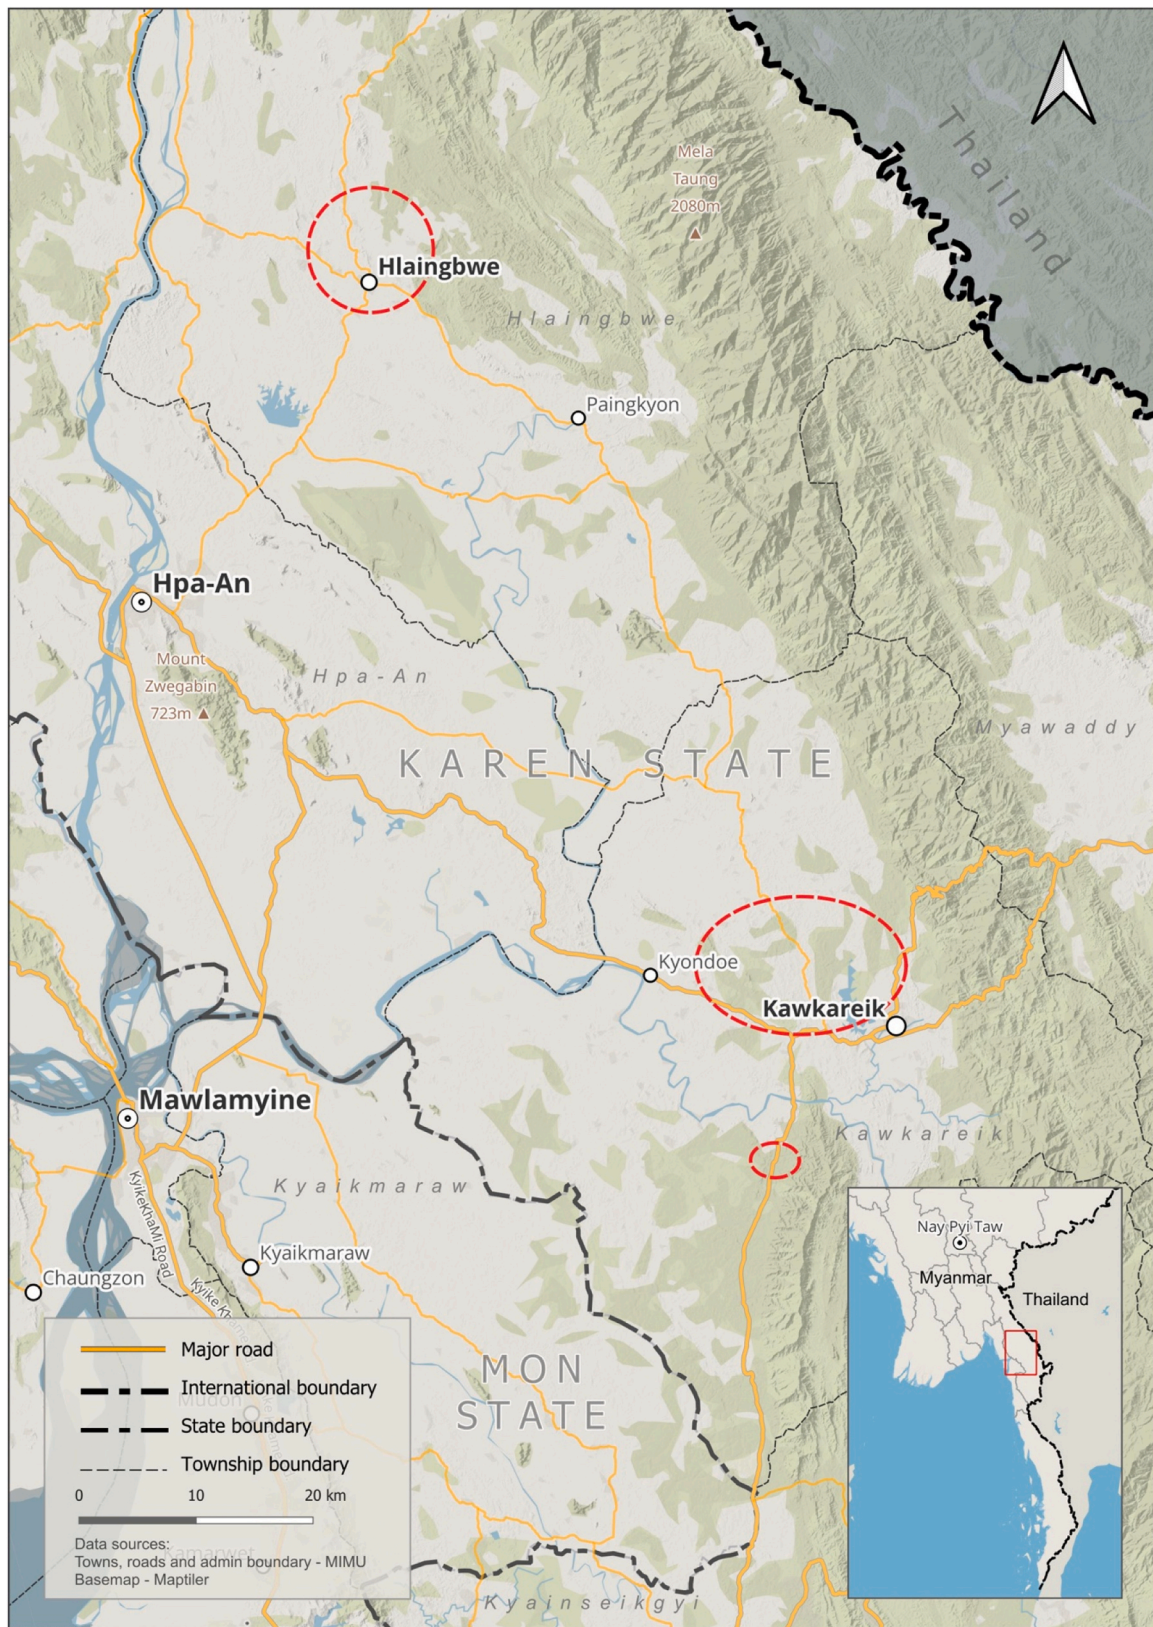 Thailand
Mela
Taung
2080m
Hlaingbwe
Hlaingbwe
Paingkyon
Hpa-An
Mount
Zwegabin
723m
Hpa-An
Myawaddy
KAREN STATE
Kyondoe
Kawkareik
Mawlamyine
Kawkareik
Kyaikmaraw
KyikeKhaMi Road
Kyaikmaraw
Chaungzon
MON
STATE
Mudon
Kyainseikgyi
Major road
International boundary
State boundary
Township boundary
0 10 20 km
Data sources:
Towns, roads and admin boundary - MIMU
Basemap - Maptiler
Nay Pyi Taw
Myanmar
Thailand